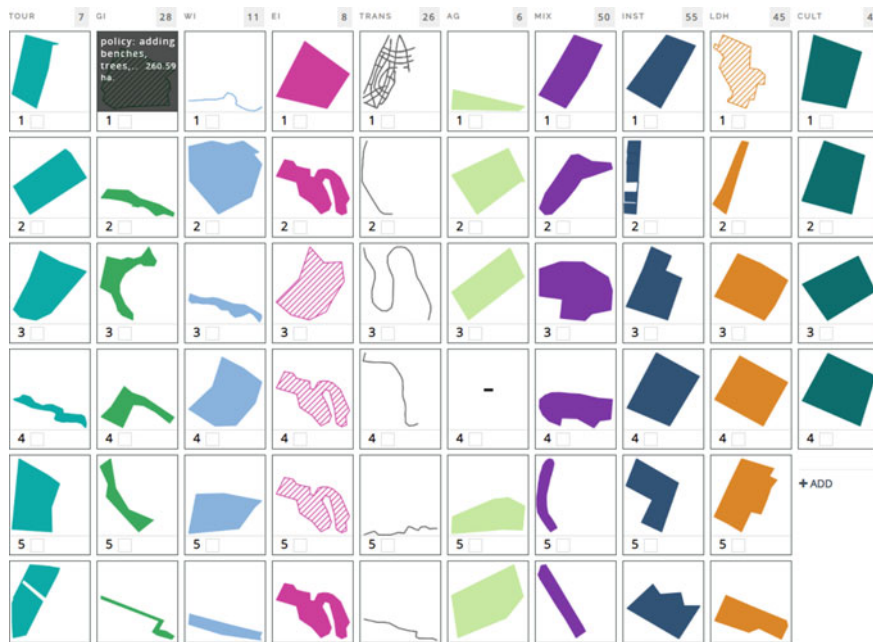 TOUR 7 GI 28 WI 11 EI 8 TRANS 26 AG 6 MIX 50 INST 55 LDH 45 CULT 4
policy: adding
benches,
trees,.. 260.59
ha.
1 1 1 1 1 1 1 1 1 1
2 2 2 2 2 2 2 2 2 2
3 3 3 3 3 3 3 3 3 3
4 4 4 4 4 - 4 4 4 4 4
+ ADD
5 5 5 5 5 5 5 5 5